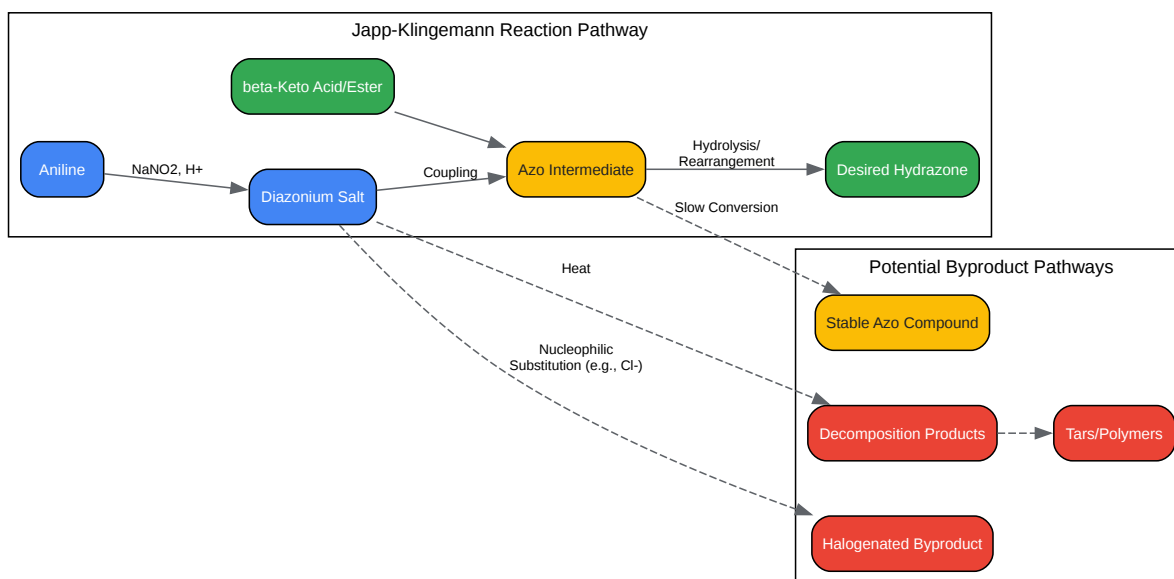 Japp-Klingemann Reaction Pathway
beta-Keto Acid/Ester
Aniline
NaNO2, H+
Diazonium Salt
Coupling
Azo Intermediate
Hydrolysis/
Rearrangement
Desired Hydrazone
Slow Conversion
Heat
Nucleophilic
Substitution (e.g., Cl-)
Potential Byproduct Pathways
Stable Azo Compound
Decomposition Products
Tars/Polymers
Halogenated Byproduct